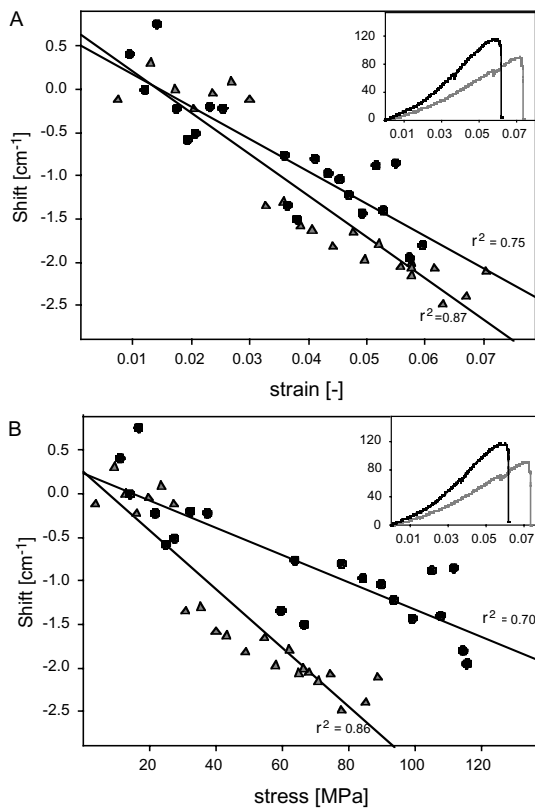 A
0.5
0.0
-0.5
-1.0
-1.5
-2.0
-2.5
Shift [cm-1]
120
80
40
0
0.01 0.03 0.05 0.07
r2 = 0.75
r2=0.87
0.01 0.02 0.03 0.04 0.05 0.06 0.07
strain [-]
B
0.5
0.0
-0.5
-1.0
-1.5
-2.0
-2.5
Shift [cm-1]
120
80
40
0
0.01 0.03 0.05 0.07
r2 = 0.70
r2 = 0.86
20 40 60 80 100 120
stress [MPa]